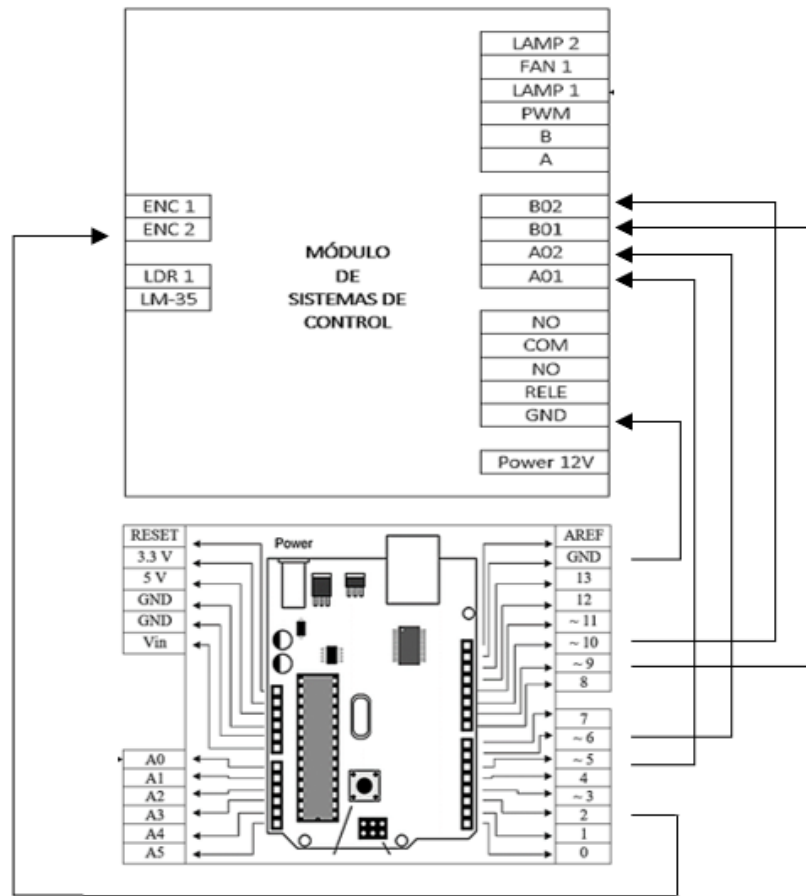 LAMP 2
FAN 1
LAMP 1
PWM
B
A
ENC 1
ENC 2
LDR 1
LM-35
MÓDULO
DE
SISTEMAS DE
CONTROL
B02
B01
A02
A01
NO
COM
NO
RELE
GND
Power 12V
RESET
3.3 V
5 V
GND
GND
Vin
A0
A1
A2
A3
A4
A5
Power
AREF
GND
13
12
~ 11
~ 10
~ 9
8
7
~ 6
~ 5
4
~ 3
2
1
0